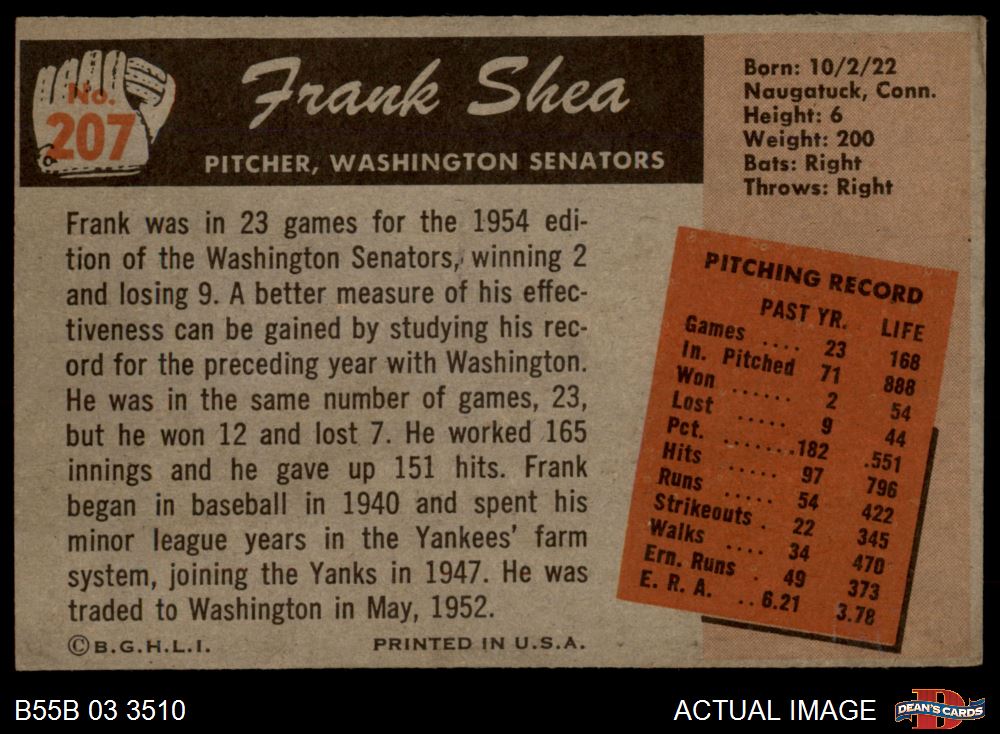 No.
207
Frank Shea
PITCHER, WASHINGTON SENATORS
Born: 10/2/22
Naugatuck, Conn.
Height: 6
Weight: 200
Bats: Right
Throws: Right
Frank was in 23 games for the 1954 edi-
tion of the Washington Senators, winning 2
and losing 9. A better measure of his effec-
tiveness can be gained by studying his rec-
ord for the preceding year with Washington.
He was in the same number of games, 23,
but he won 12 and lost 7. He worked 165
innings and he gave up 151 hits. Frank
began in baseball in 1940 and spent his
minor league years in the Yankees' farm
system, joining the Yanks in 1947. He was
traded to Washington in May, 1952.
©B.G.H.L.I. PRINTED IN U.S.A.
PITCHING RECORD
PAST YR. LIFE
Games .... 23 168
In. Pitched 71 888
Won ...... 2 54
Lost ..... 9 44
Pct. .......182 .551
Hits ..... 97 796
Runs ..... 54 422
Strikeouts . 22 345
Walks .... 34 470
Ern. Runs . 49 373
E. R. A. ..6.21 3.78
B55B 03 3510
ACTUAL IMAGE
D
DEAN'S CARDS